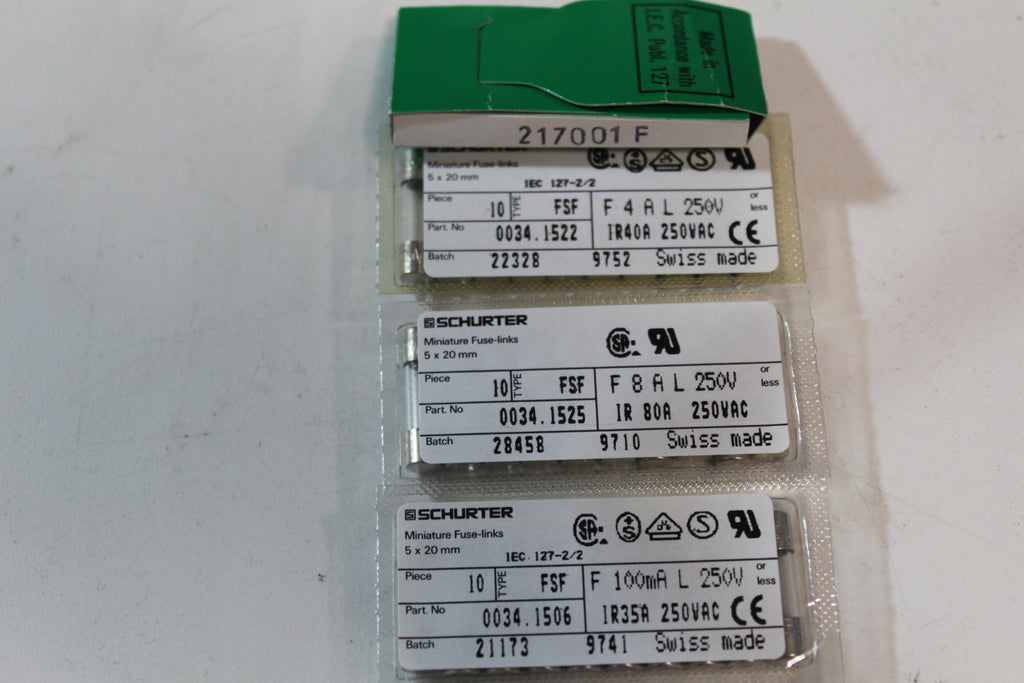 Made in
Accordance with
I.E.C. Publ. 127
217001 F
SCHURTER
Miniature Fuse-links
5 x 20 mm
IEC 127-2/2
Piece 10 TYPE FSF F 4 A L 250V or less
Part. No 0034.1522 IR40A 250VAC CE
Batch 22328 9752 Swiss made
SCHURTER
Miniature Fuse-links
5 x 20 mm
Piece 10 TYPE FSF F 8 A L 250V or less
Part. No 0034.1525 IR 80A 250VAC
Batch 28458 9710 Swiss made
SCHURTER
Miniature Fuse-links
5 x 20 mm
IEC 127-2/2
Piece 10 TYPE FSF F 100mA L 250V or less
Part. No 0034.1506 IR35A 250VAC CE
Batch 21173 9741 Swiss made